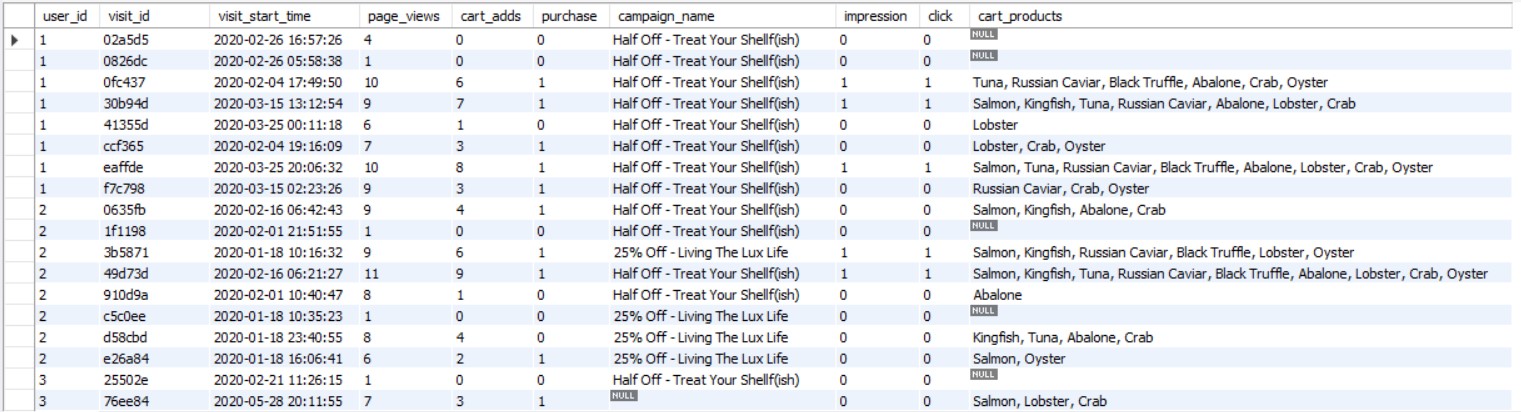 user_id visit_id visit_start_time page_views cart_adds purchase campaign_name impression click cart_products
1 02a5d5 2020-02-26 16:57:26 4 0 0 Half Off - Treat Your Shellf(ish) 0 0 NULL
1 0826dc 2020-02-26 05:58:38 1 0 0 Half Off - Treat Your Shellf(ish) 0 0 NULL
1 0fc437 2020-02-04 17:49:50 10 6 1 Half Off - Treat Your Shellf(ish) 1 1 Tuna, Russian Caviar, Black Truffle, Abalone, Crab, Oyster
1 30b94d 2020-03-15 13:12:54 9 7 1 Half Off - Treat Your Shellf(ish) 1 1 Salmon, Kingfish, Tuna, Russian Caviar, Abalone, Lobster, Crab
1 41355d 2020-03-25 00:11:18 6 1 0 Half Off - Treat Your Shellf(ish) 0 0 Lobster
1 ccf365 2020-02-04 19:16:09 7 3 1 Half Off - Treat Your Shellf(ish) 0 0 Lobster, Crab, Oyster
1 eaffde 2020-03-25 20:06:32 10 8 1 Half Off - Treat Your Shellf(ish) 1 1 Salmon, Tuna, Russian Caviar, Black Truffle, Abalone, Lobster, Crab, Oyster
1 f7c798 2020-03-15 02:23:26 9 3 1 Half Off - Treat Your Shellf(ish) 0 0 Russian Caviar, Crab, Oyster
2 0635fb 2020-02-16 06:42:43 9 4 1 Half Off - Treat Your Shellf(ish) 0 0 Salmon, Kingfish, Abalone, Crab
2 1f1198 2020-02-01 21:51:55 1 0 0 Half Off - Treat Your Shellf(ish) 0 0 NULL
2 3b5871 2020-01-18 10:16:32 9 6 1 25% Off - Living The Lux Life 1 1 Salmon, Kingfish, Russian Caviar, Black Truffle, Lobster, Oyster
2 49d73d 2020-02-16 06:21:27 11 9 1 Half Off - Treat Your Shellf(ish) 1 1 Salmon, Kingfish, Tuna, Russian Caviar, Black Truffle, Abalone, Lobster, Crab, Oyster
2 910d9a 2020-02-01 10:40:47 8 1 0 Half Off - Treat Your Shellf(ish) 0 0 Abalone
2 c5c0ee 2020-01-18 10:35:23 1 0 0 25% Off - Living The Lux Life 0 0 NULL
2 d58cbd 2020-01-18 23:40:55 8 4 0 25% Off - Living The Lux Life 0 0 Kingfish, Tuna, Abalone, Crab
2 e26a84 2020-01-18 16:06:41 6 2 1 25% Off - Living The Lux Life 0 0 Salmon, Oyster
3 25502e 2020-02-21 11:26:15 1 0 0 Half Off - Treat Your Shellf(ish) 0 0 NULL
3 76ee84 2020-05-28 20:11:55 7 3 1 NULL 0 0 Salmon, Lobster, Crab